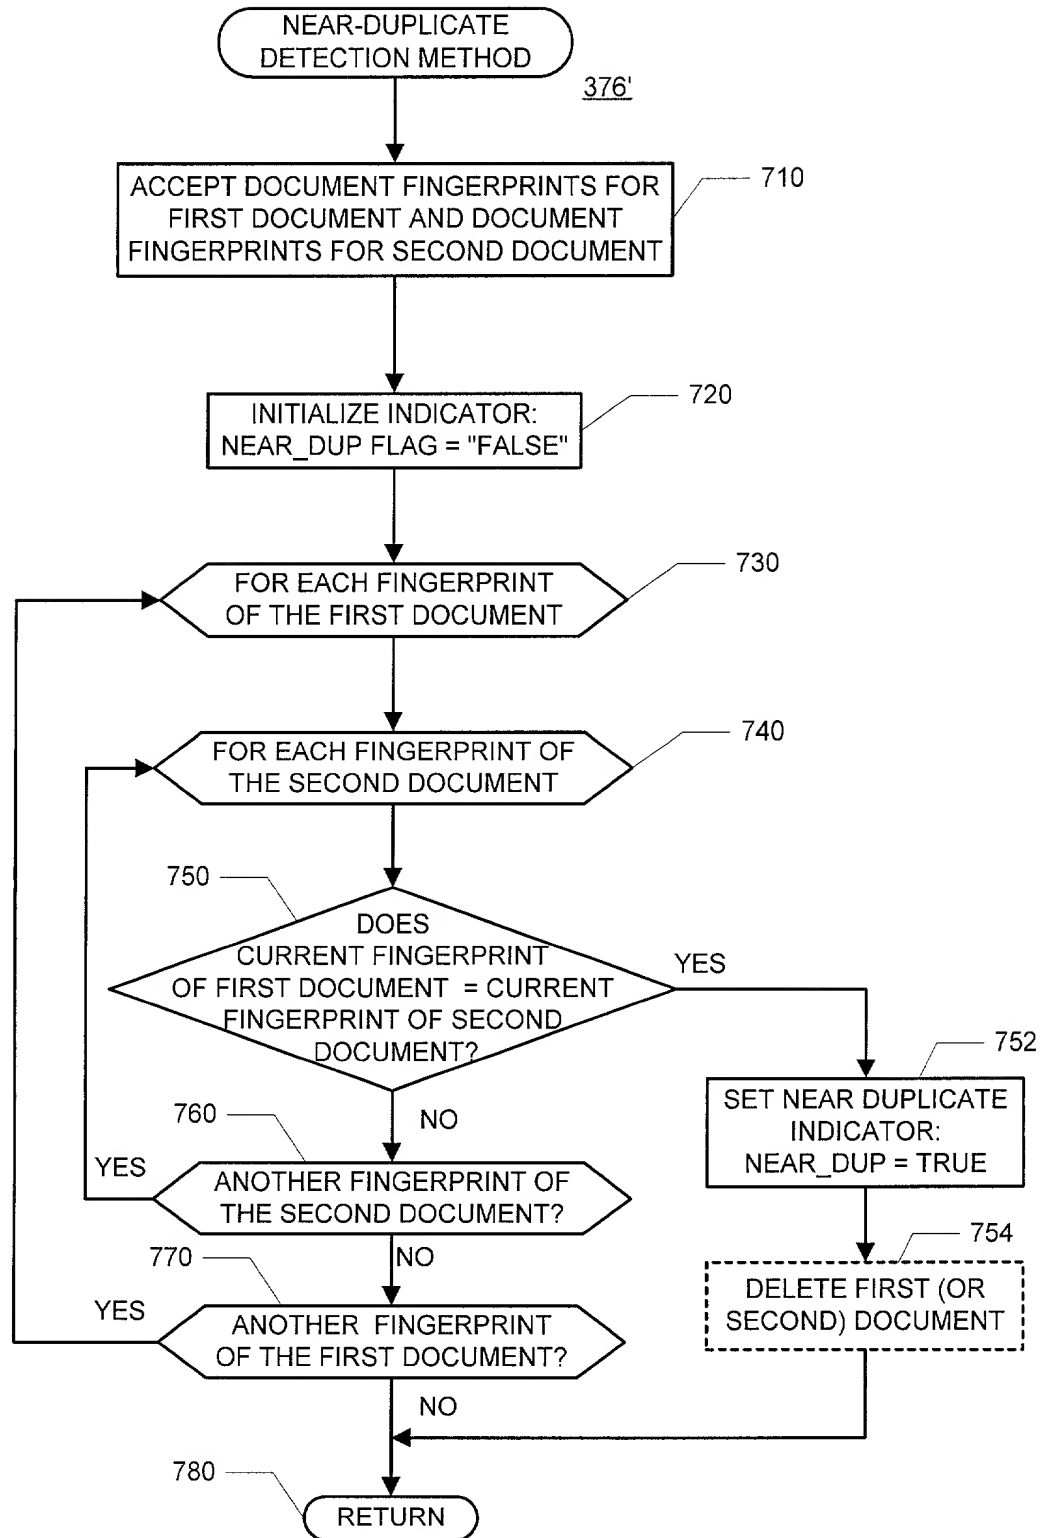 NEAR-DUPLICATE
DETECTION METHOD
376'
ACCEPT DOCUMENT FINGERPRINTS FOR
FIRST DOCUMENT AND DOCUMENT
FINGERPRINTS FOR SECOND DOCUMENT
710
INITIALIZE INDICATOR:
NEAR_DUP FLAG = "FALSE"
720
FOR EACH FINGERPRINT
OF THE FIRST DOCUMENT
730
FOR EACH FINGERPRINT OF
THE SECOND DOCUMENT
740
750
DOES
CURRENT FINGERPRINT
OF FIRST DOCUMENT = CURRENT
FINGERPRINT OF SECOND
DOCUMENT?
YES
752
SET NEAR DUPLICATE
INDICATOR:
NEAR_DUP = TRUE
NO
760
YES
ANOTHER FINGERPRINT OF
THE SECOND DOCUMENT?
754
DELETE FIRST (OR
SECOND) DOCUMENT
NO
770
YES
ANOTHER FINGERPRINT
OF THE FIRST DOCUMENT?
NO
780
RETURN